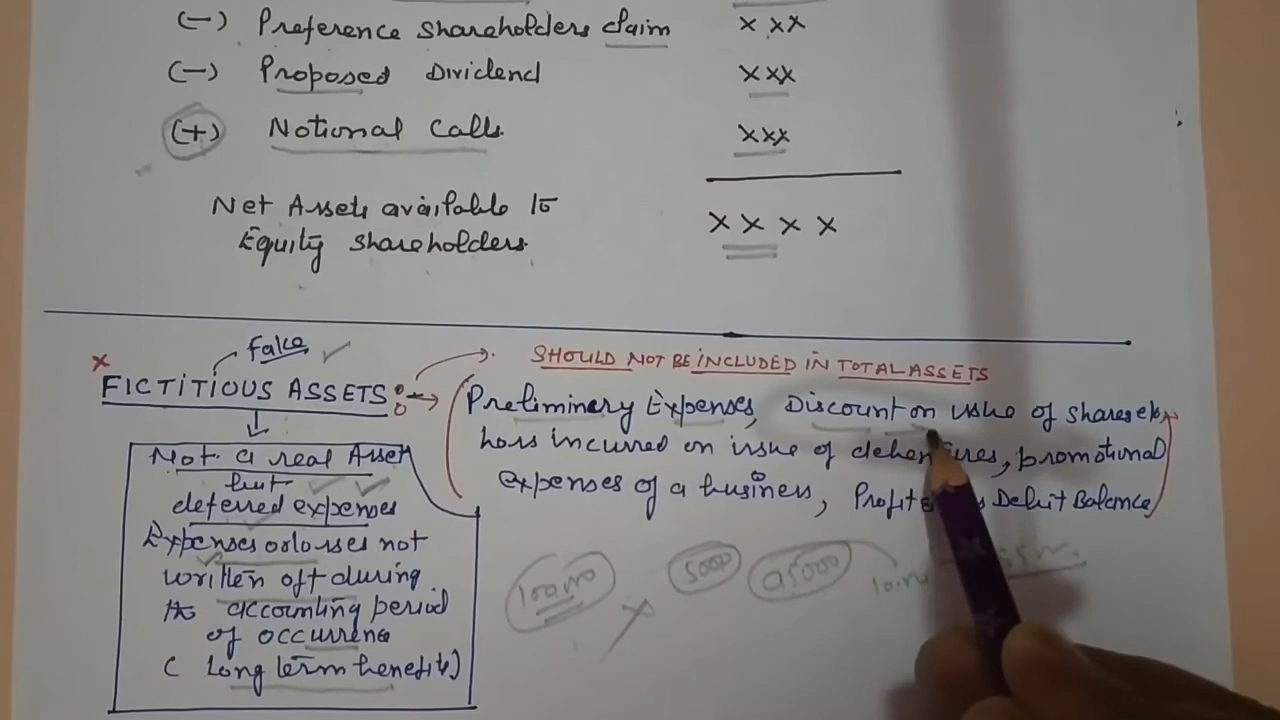 (-) Preference Shareholders claim xxx
(-) Proposed Dividend xxx
(+) Notional Calls xxx
Net Assets available to
Equity shareholders. xxxx
Fake
SHOULD NOT BE INCLUDED IN TOTAL ASSETS
FICTITIOUS ASSETS:-
Preliminary Expenses, Discount on issue of shares etc,
loss incurred on issue of debentures, promotional
expenses of a business, Profit Debit Balance
Not a real Asset
but
deferred expenses
Expenses or losses not
written off during
the accounting period
of occurrence
( Long term benefits)
5000
95000